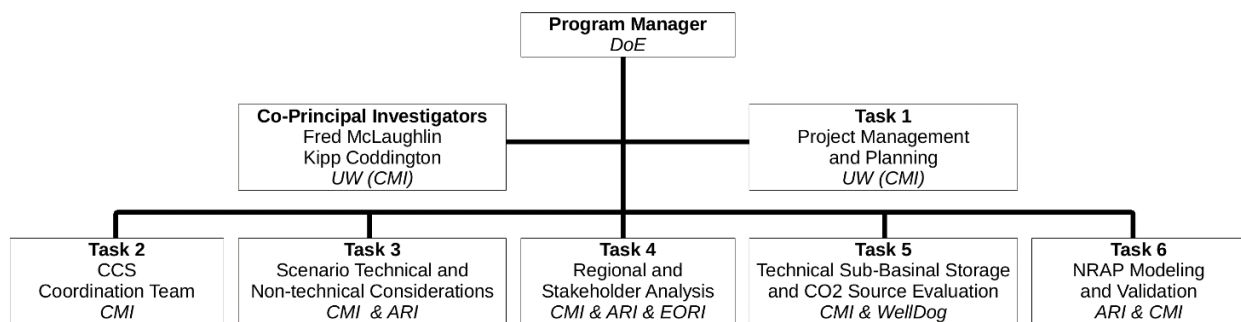 Program Manager
DoE
Co-Principal Investigators
Fred McLaughlin
Kipp Coddington
UW (CMI)
Task 1
Project Management
and Planning
UW (CMI)
Task 2
CCS
Coordination Team
CMI
Task 3
Scenario Technical and
Non-technical Considerations
CMI & ARI
Task 4
Regional and
Stakeholder Analysis
CMI & ARI & EORI
Task 5
Technical Sub-Basinal Storage
and CO2 Source Evaluation
CMI & WellDog
Task 6
NRAP Modeling
and Validation
ARI & CMI